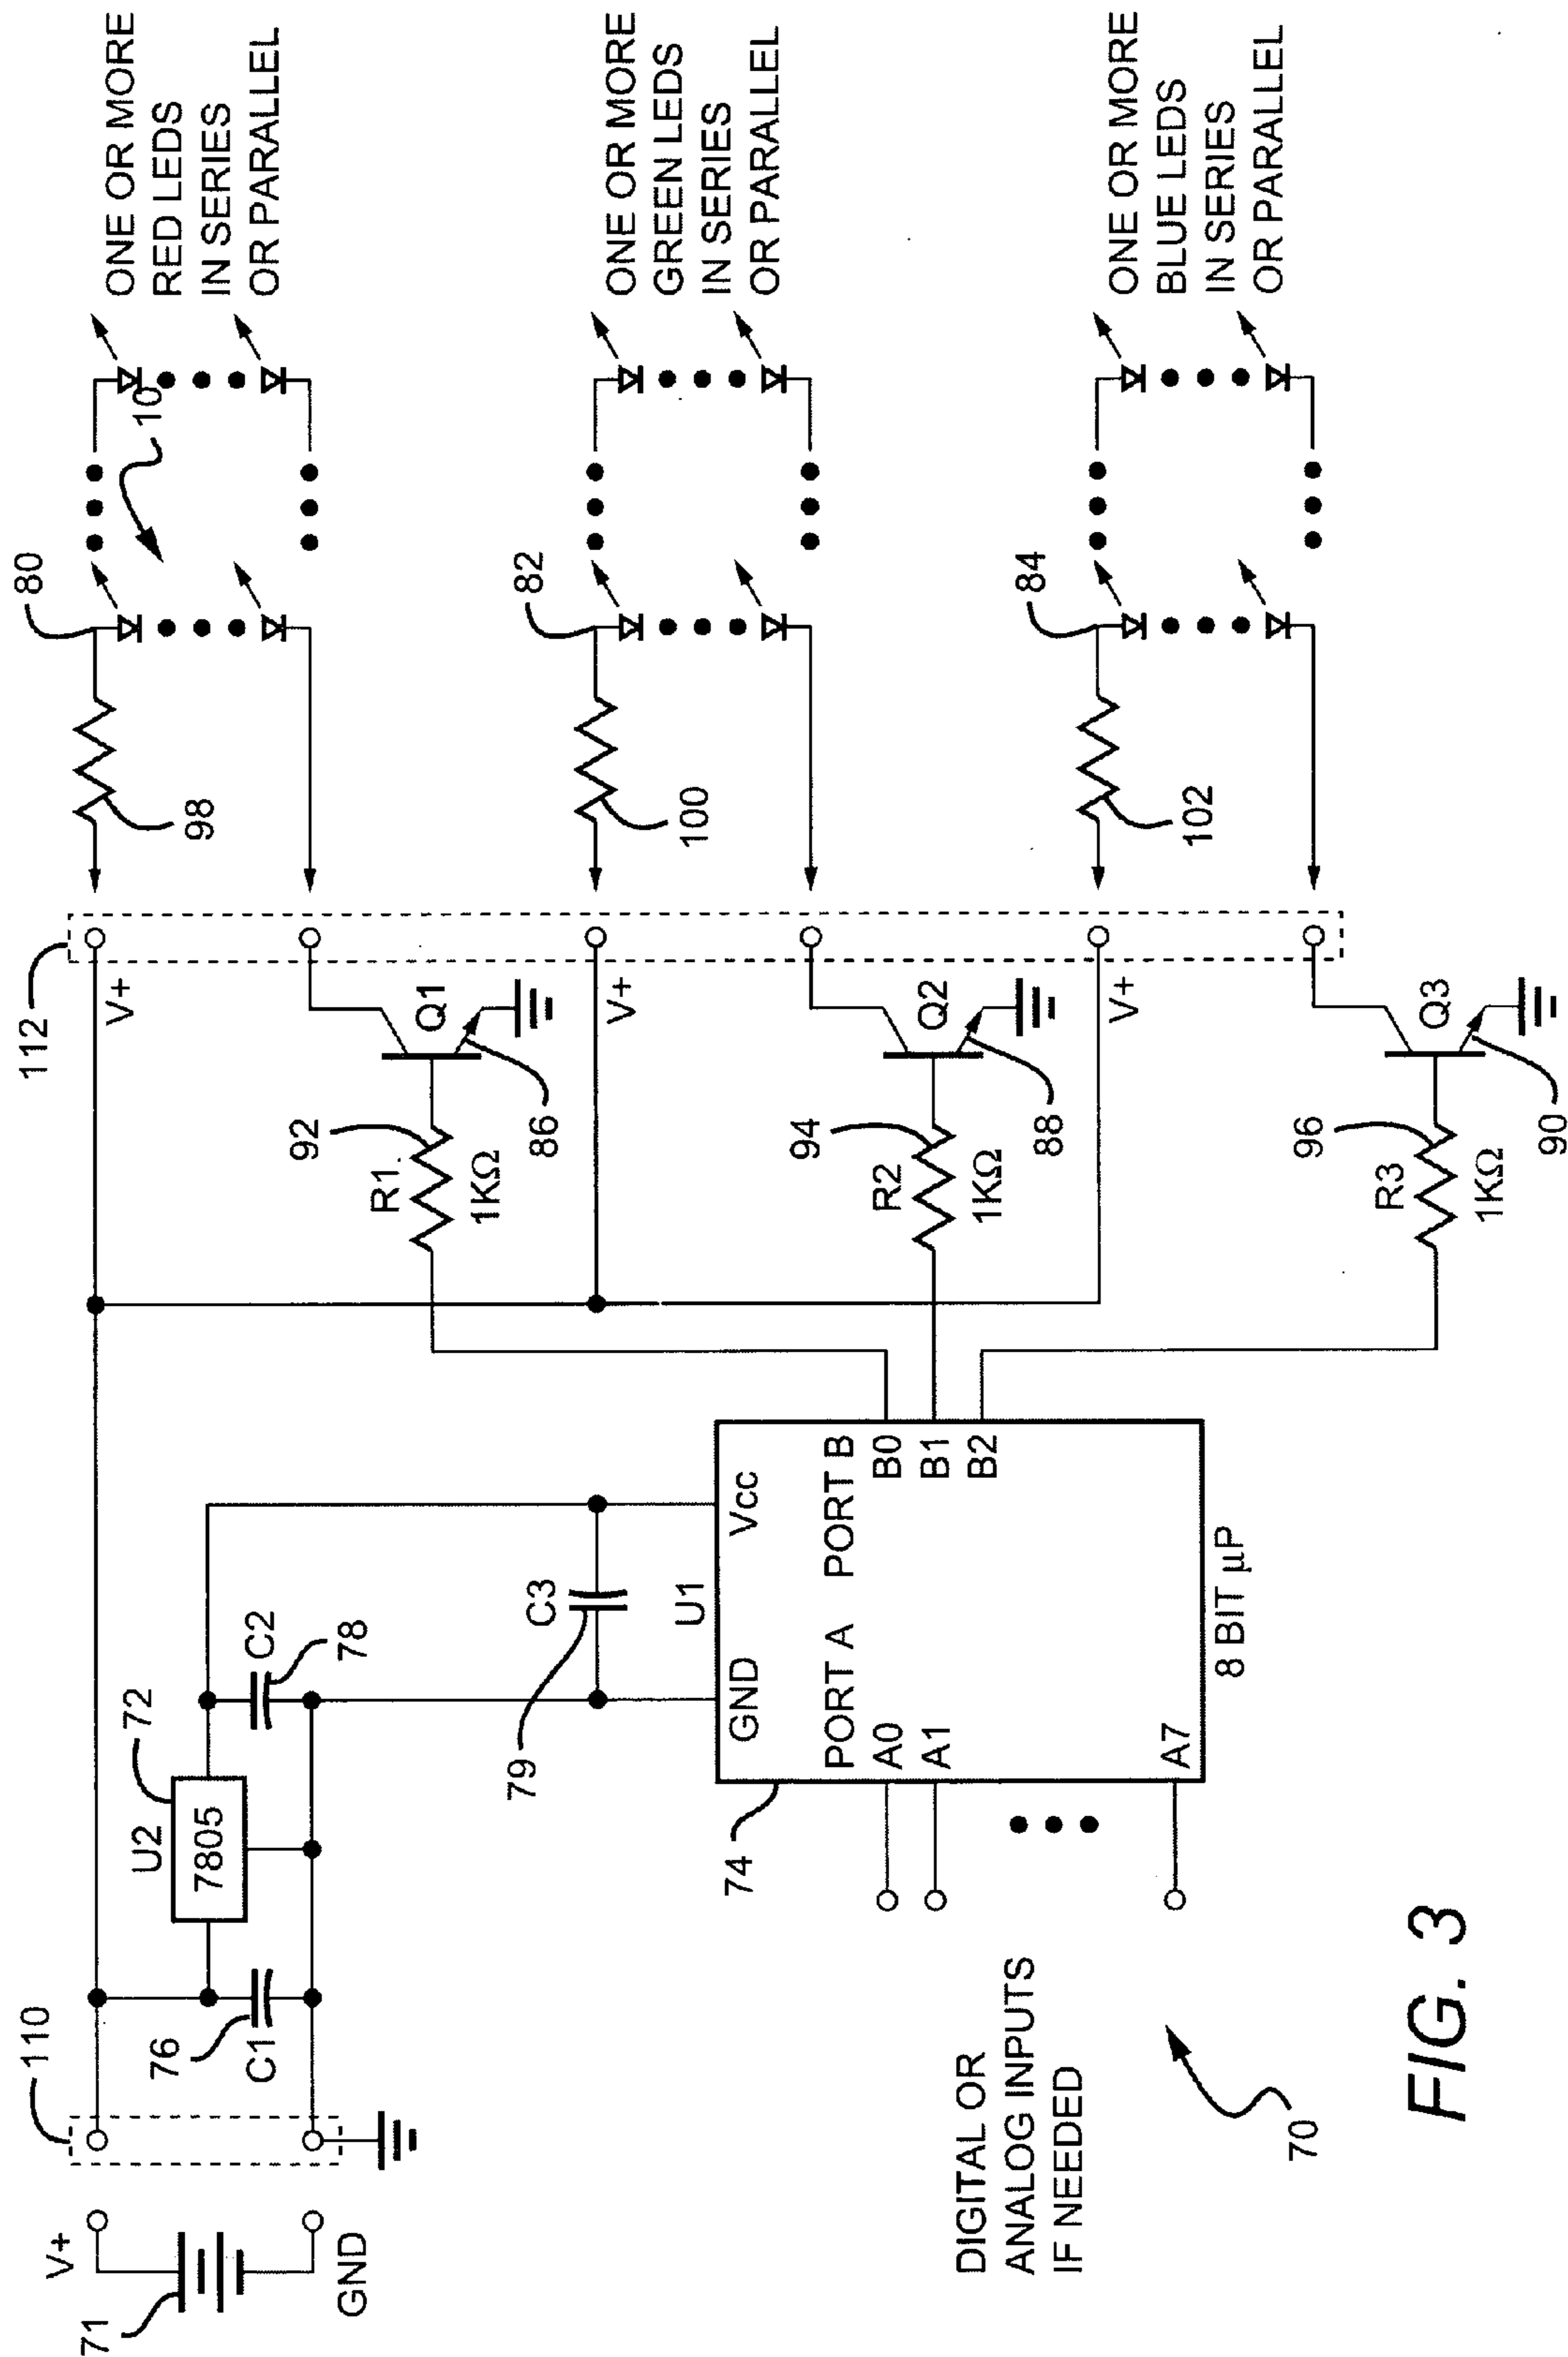 110
112
80
V+
71
GND
76
C1
U2
7805
72
C2
78
V+
98
10
ONE OR MORE
RED LEDS
IN SERIES
OR PARALLEL
92
R1
1KΩ
Q1
86
79
C3
V+
82
100
ONE OR MORE
GREEN LEDS
IN SERIES
OR PARALLEL
74
U1
GND
Vcc
PORT A
PORT B
A0
B0
A1
B1
B2
A7
8 BIT µP
94
R2
1KΩ
Q2
88
DIGITAL OR
ANALOG INPUTS
IF NEEDED
V+
84
102
ONE OR MORE
BLUE LEDS
IN SERIES
OR PARALLEL
96
R3
1KΩ
Q3
90
70
FIG. 3